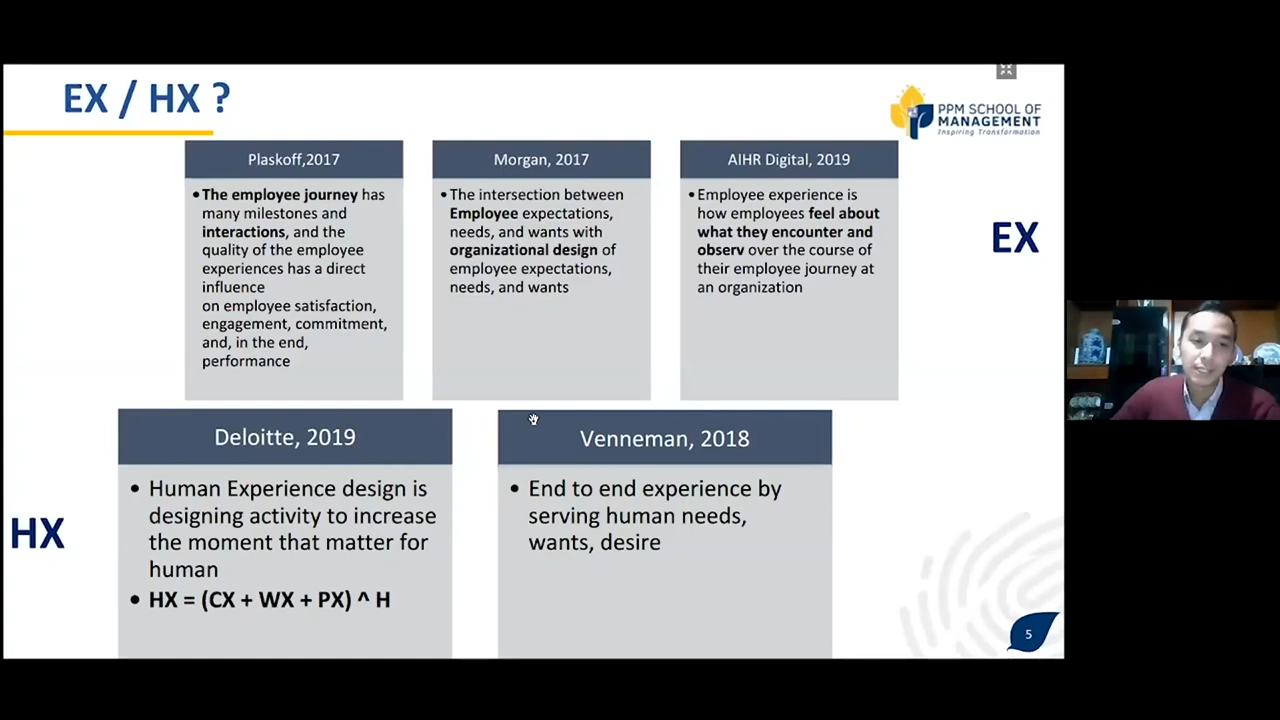 EX / HX ?
PPM SCHOOL OF
MANAGEMENT
Inspiring Transformation
Plaskoff,2017
•The employee journey has
many milestones and
interactions, and the
quality of the employee
experiences has a direct
influence
on employee satisfaction,
engagement, commitment,
and, in the end,
performance
Morgan, 2017
•The intersection between
Employee expectations,
needs, and wants with
organizational design of
employee expectations,
needs, and wants
AIHR Digital, 2019
•Employee experience is
how employees feel about
what they encounter and
observ over the course of
their employee journey at
an organization
EX
HX
Deloitte, 2019
• Human Experience design is
designing activity to increase
the moment that matter for
human
• HX = (CX + WX + PX) ^ H
Venneman, 2018
• End to end experience by
serving human needs,
wants, desire
5